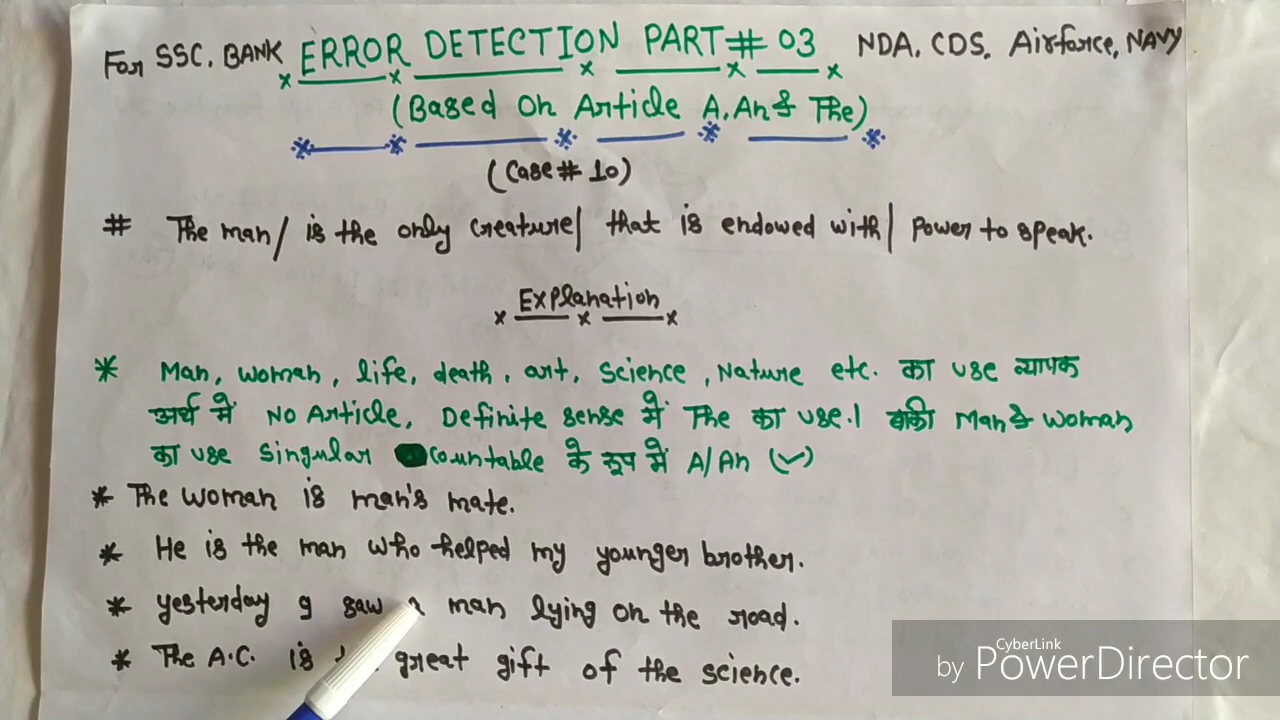 For SSC, BANK ERROR DETECTION PART # 03 NDA, CDS, Airforce, NAVY
(Based On Article A, An & The)
(Case # 10)
# The man/ is the only creature/ that is endowed with/ power to speak.
Explanation
* Man, woman, life, death, art, science, Nature etc. का use व्यापक
अर्थ में No Article, Definite sense में The का use. । बाकी Man & Woman
का use singular countable के रूप में A/An (✓)
* The woman is man's mate.
* He is the man who helped my younger brother.
* Yesterday I saw man lying on the road.
* The A.C. is great gift of the science.
CyberLink
by PowerDirector